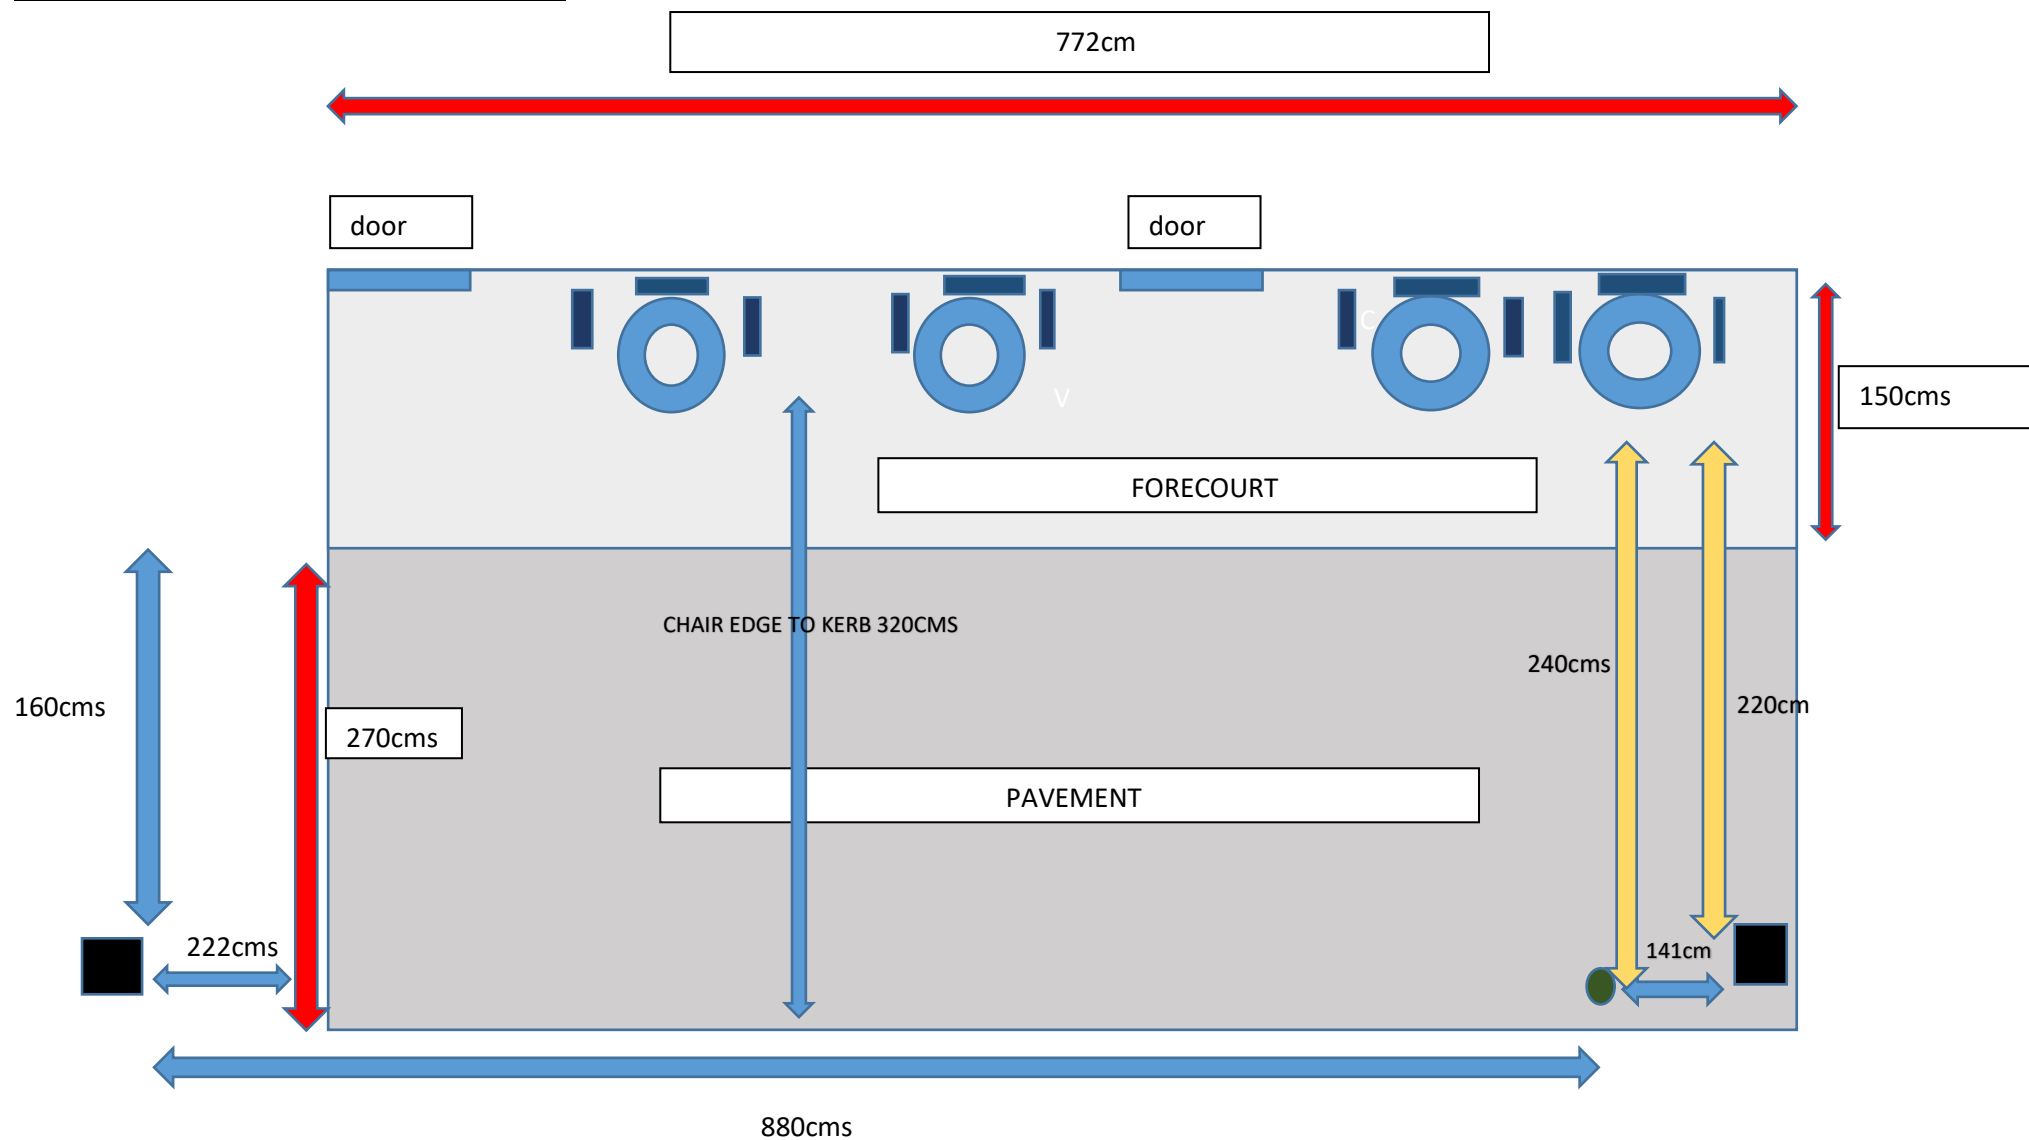 772cm
door
door
C
V
150cms
FORECOURT
CHAIR EDGE TO KERB 320CMS
240cms
160cms
220cm
270cms
PAVEMENT
222cms
141cm
880cms